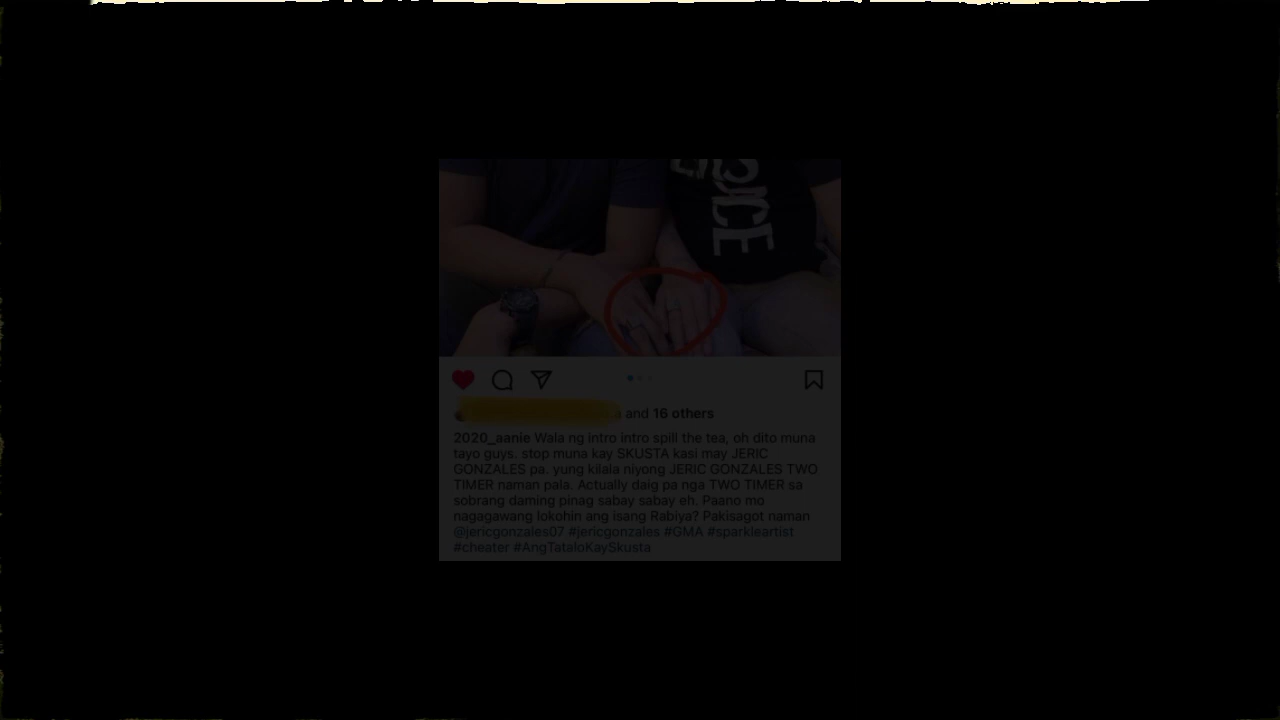 OICE
and 16 others
2020_aanie Wala ng intro intro spill the tea, oh dito muna
tayo guys. stop muna kay SKUSTA kasi may JERIC
GONZALES pa. yung kilala niyong JERIC GONZALES TWO
TIMER naman pala. Actually daig pa nga TWO TIMER sa
sobrang daming pinag sabay sabay eh. Paano mo
nagagawang lokohin ang isang Rabiya? Pakisagot naman
@jericgonzales07 #jericgonzales #GMA #sparkleartist
#cheater #AngTataloKaySkusta